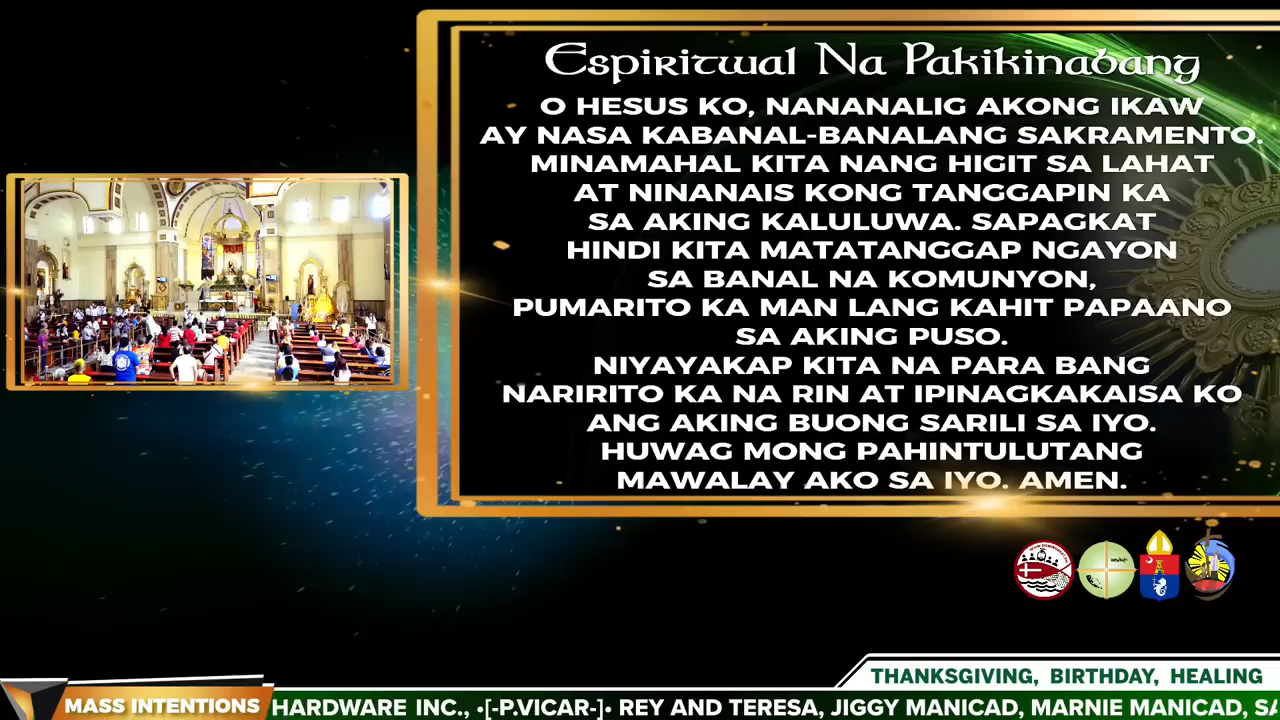 Espiritwal Na Pakikinabang
O HESUS KO, NANANALIG AKONG IKAW
AY NASA KABANAL-BANALANG SAKRAMENTO.
MINAMAHAL KITA NANG HIGIT SA LAHAT
AT NINANAIS KONG TANGGAPIN KA
SA AKING KALULUWA. SAPAGKAT
HINDI KITA MATATANGGAP NGAYON
SA BANAL NA KOMUNYON,
PUMARITO KA MAN LANG KAHIT PAPAANO
SA AKING PUSO.
NIYAYAKAP KITA NA PARA BANG
NARIRITO KA NA RIN AT IPINAGKAKAISA KO
ANG AKING BUONG SARILI SA IYO.
HUWAG MONG PAHINTULUTANG
MAWALAY AKO SA IYO. AMEN.
THANKSGIVING, BIRTHDAY, HEALING
MASS INTENTIONS
HARDWARE INC., •[-P.VICAR-]• REY AND TERESA, JIGGY MANICAD, MARNIE MANICAD, SA